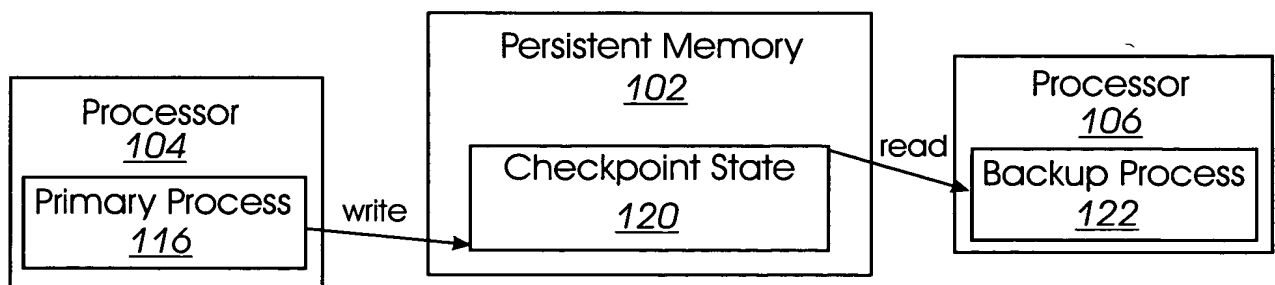 Processor
104
Primary Process
116
write
Persistent Memory
102
Checkpoint State
120
read
Processor
106
Backup Process
122